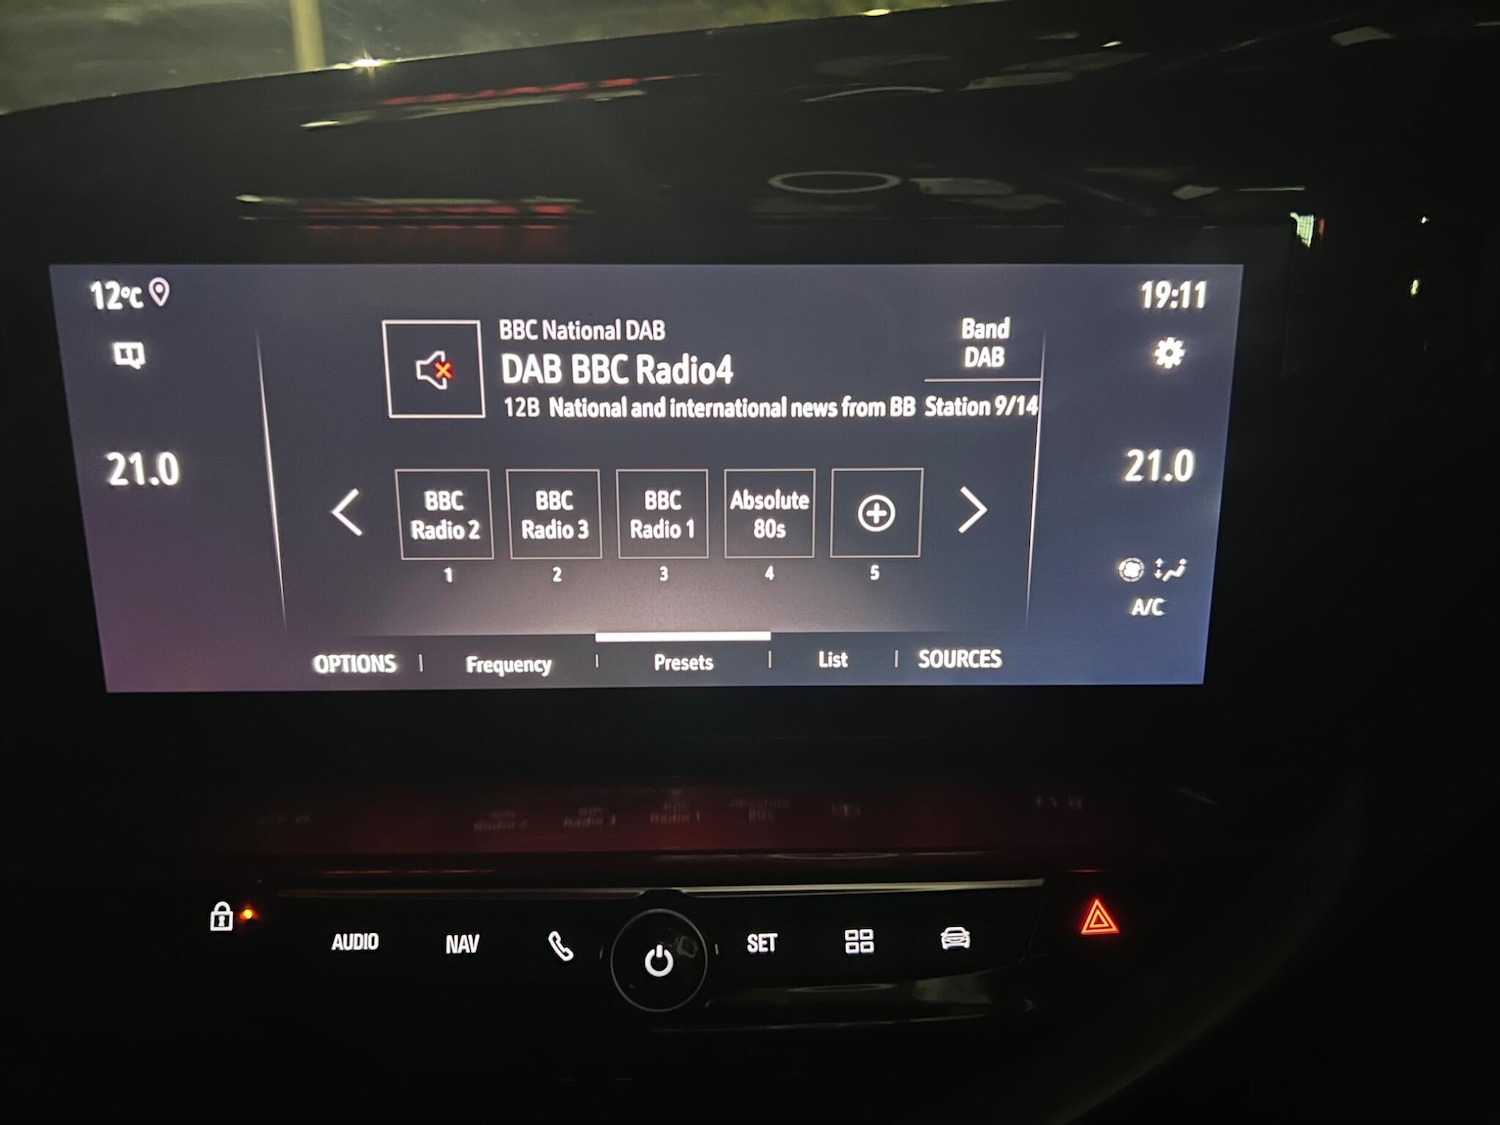 12°C
19:11
BBC National DAB
DAB BBC Radio4
12B National and international news from BB
Band
DAB
Station 9/14
21.0
21.0
BBC
Radio 2
BBC
Radio 3
BBC
Radio 1
Absolute
80s
1
2
3
4
5
A/C
OPTIONS
Frequency
Presets
List
SOURCES
AUDIO
NAV
SET